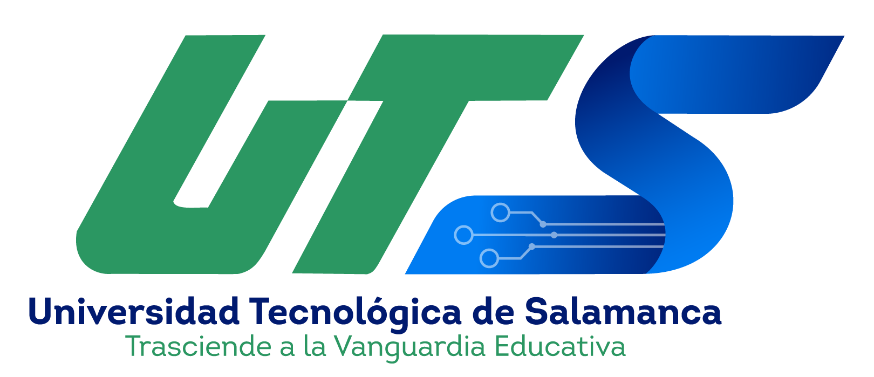 UTS
Universidad Tecnológica de Salamanca
Trasciende a la Vanguardia Educativa